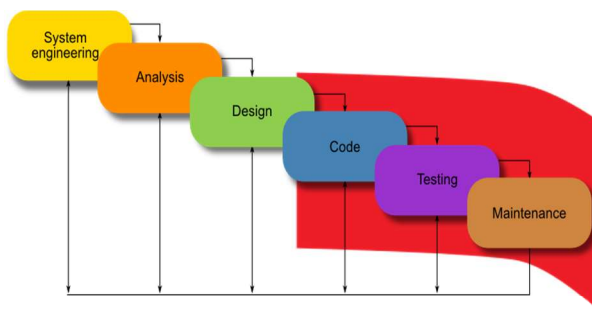 System
engineering
Analysis
Design
Code
Testing
Maintenance